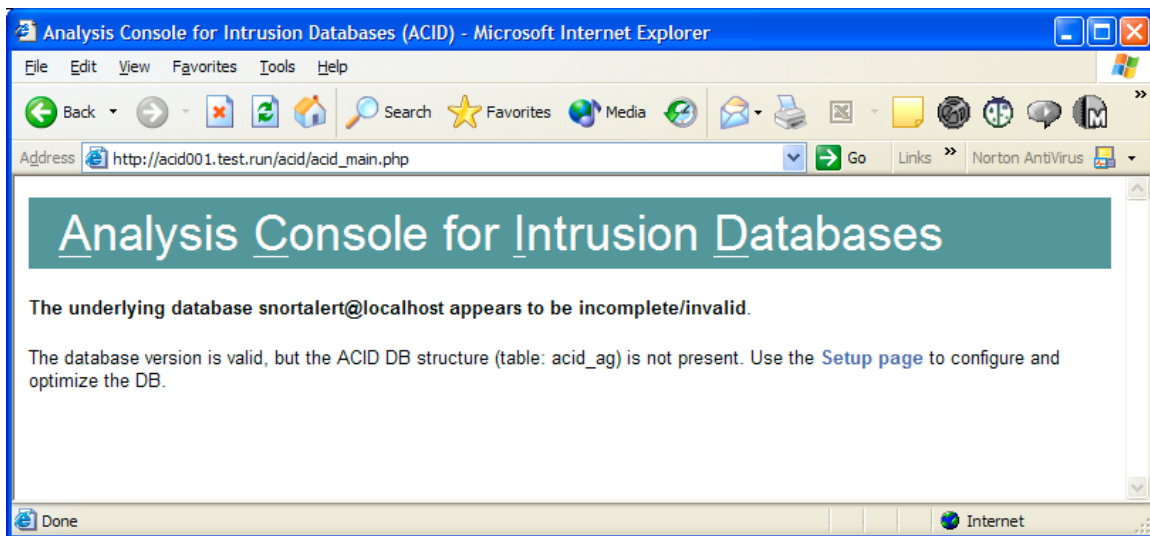 Analysis Console for Intrusion Databases (ACID) - Microsoft Internet Explorer
File Edit View Favorites Tools Help
Back Search Favorites Media »
Address http://acid001.test.run/acid/acid_main.php Go Links » Norton AntiVirus
Analysis Console for Intrusion Databases
The underlying database snortalert@localhost appears to be incomplete/invalid.
The database version is valid, but the ACID DB structure (table: acid_ag) is not present. Use the Setup page to configure and
optimize the DB.
Done Internet